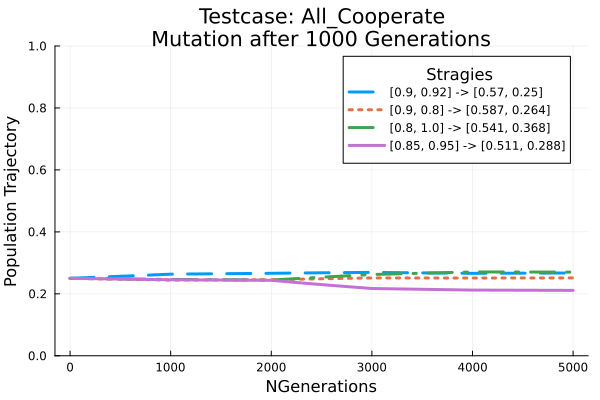 Testcase: All_Cooperate
Mutation after 1000 Generations
Stragies
[0.9, 0.92] -> [0.57, 0.25]
[0.9, 0.8] -> [0.587, 0.264]
[0.8, 1.0] -> [0.541, 0.368]
[0.85, 0.95] -> [0.511, 0.288]
Population Trajectory
1.0
0.8
0.6
0.4
0.2
0.0
0 1000 2000 3000 4000 5000
NGenerations